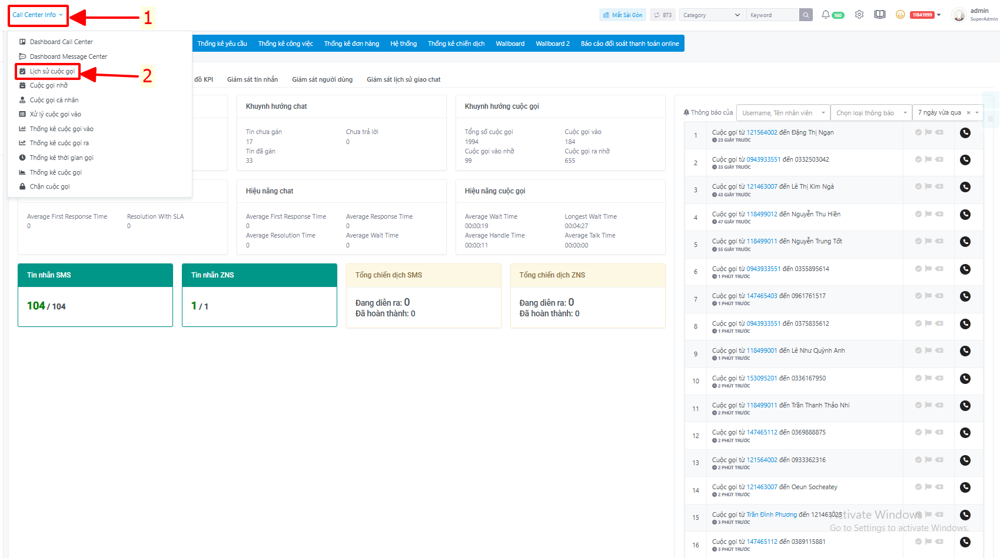 Call Center Info
1
Mắt Sài Gòn
BT3
Category
Keyword
160
11841999
admin
SuperAdmin
Dashboard Call Center
Dashboard Message Center
Lịch sử cuộc gọi
2
Cuộc gọi nhỡ
Cuộc gọi cá nhân
Xử lý cuộc gọi vào
Thống kê cuộc gọi vào
Thống kê cuộc gọi ra
Thống kê thời gian gọi
Thống kê cuộc gọi
Chặn cuộc gọi
Thống kê yêu cầu
Thống kê công việc
Thống kê đơn hàng
Hệ thống
Thống kê chiến dịch
Wallboard
Wallboard 2
Báo cáo đối soát thanh toán online
đồ KPI
Giám sát tin nhắn
Giám sát người dùng
Giám sát lịch sử giao chat
Khuynh hướng chat
Tin chưa gán
17
Chưa trả lời
0
Tin đã gán
33
Khuynh hướng cuộc gọi
Tổng số cuộc gọi
1994
Cuộc gọi vào
184
Cuộc gọi vào nhỡ
99
Cuộc gọi ra nhỡ
655
Average First Response Time
0
Resolution With SLA
0
Hiệu năng chat
Average First Response Time
0
Average Response Time
0
Average Resolution Time
0
Average Wait Time
0
Hiệu năng cuộc gọi
Average Wait Time
00:00:19
Longest Wait Time
00:04:27
Average Handle Time
00:00:11
Average Talk Time
00:00:00
Tin nhắn SMS
104 / 104
Tin nhắn ZNS
1 / 1
Tổng chiến dịch SMS
Đang diễn ra: 0
Đã hoàn thành: 0
Tổng chiến dịch ZNS
Đang diễn ra: 0
Đã hoàn thành: 0
Thông báo của
Username, Tên nhân viên
Chọn loại thông báo
7 ngày vừa qua
1
Cuộc gọi từ 121564002 đến Đặng Thị Ngạn
23 GIÂY TRƯỚC
2
Cuộc gọi từ 0943933551 đến 0332503042
33 GIÂY TRƯỚC
3
Cuộc gọi từ 121463007 đến Lê Thị Kim Ngà
43 GIÂY TRƯỚC
4
Cuộc gọi từ 118499012 đến Nguyễn Thu Hiền
47 GIÂY TRƯỚC
5
Cuộc gọi từ 118499011 đến Nguyễn Trung Tốt
55 GIÂY TRƯỚC
6
Cuộc gọi từ 0943933551 đến 0355895614
1 PHÚT TRƯỚC
7
Cuộc gọi từ 147465403 đến 0961761517
1 PHÚT TRƯỚC
8
Cuộc gọi từ 0943933551 đến 0375835612
1 PHÚT TRƯỚC
9
Cuộc gọi từ 118499001 đến Lê Như Quỳnh Anh
1 PHÚT TRƯỚC
10
Cuộc gọi từ 153095201 đến 0336167950
2 PHÚT TRƯỚC
11
Cuộc gọi từ 118499011 đến Trần Thanh Thảo Nhi
2 PHÚT TRƯỚC
12
Cuộc gọi từ 147465112 đến 0369888875
2 PHÚT TRƯỚC
13
Cuộc gọi từ 121564002 đến 0933362316
2 PHÚT TRƯỚC
14
Cuộc gọi từ 121463007 đến Oeun Socheatey
2 PHÚT TRƯỚC
15
Cuộc gọi từ Trần Đình Phương đến 121463025
3 PHÚT TRƯỚC
16
Cuộc gọi từ 147465112 đến 0389115881
3 PHÚT TRƯỚC
Activate Windows
Go to Settings to activate Windows.